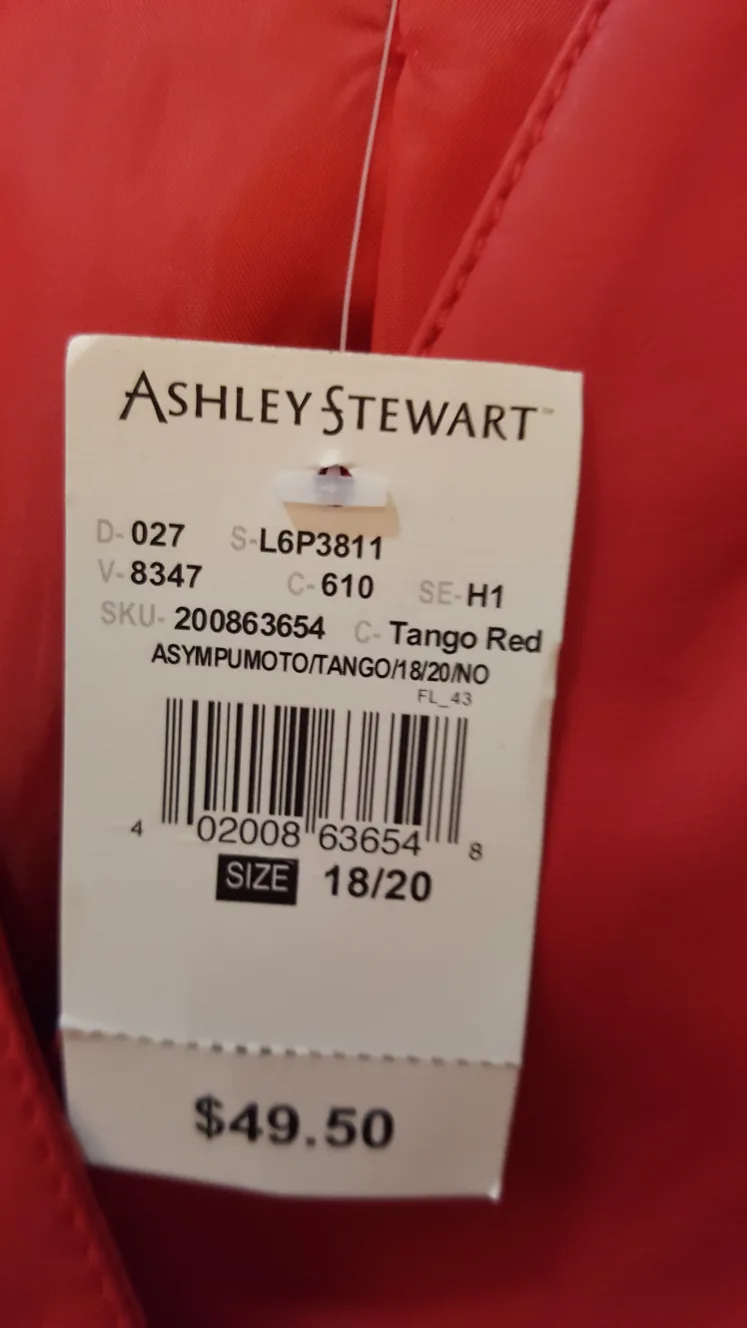 ASHLEY STEWART™
D- 027 S- L6P3811
V- 8347 C- 610 SE- H1
SKU- 200863654 C- Tango Red
ASYMPUMOTO/TANGO/18/20/NO
FL_43
4 02008 63654 8
SIZE 18/20
$49.50